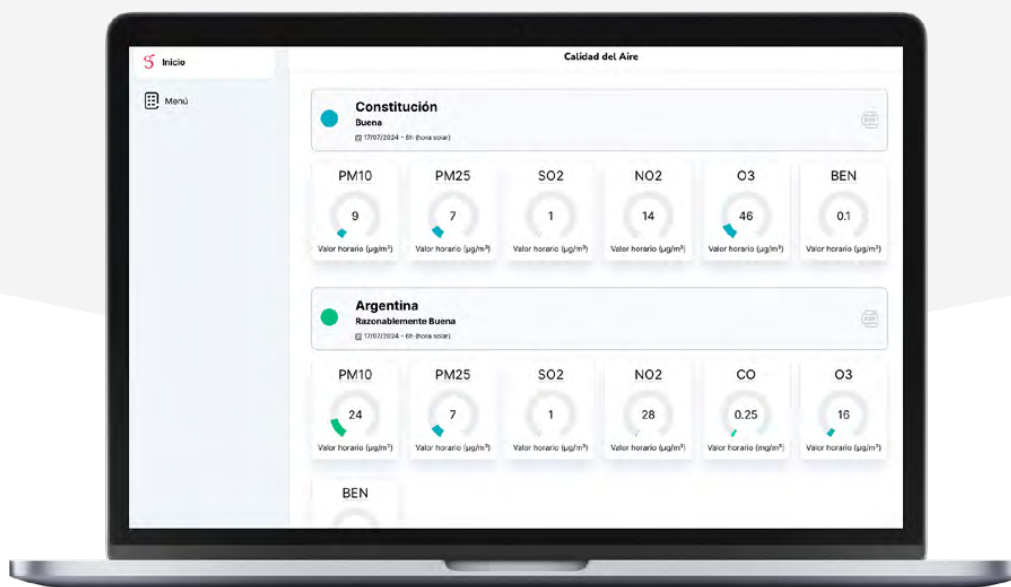 Inicio
Calidad del Aire
Menú
Constitución
Buena
17/07/2024 - 6h (hora solar)
PM10
PM25
SO2
NO2
O3
BEN
9
7
1
14
46
0.1
Valor horario (µg/m³)
Valor horario (µg/m³)
Valor horario (µg/m³)
Valor horario (µg/m³)
Valor horario (µg/m³)
Valor horario (µg/m³)
Argentina
Razonablemente Buena
17/07/2024 - 6h (hora solar)
PM10
PM25
SO2
NO2
CO
O3
24
7
1
28
0.25
16
Valor horario (µg/m³)
Valor horario (µg/m³)
Valor horario (µg/m³)
Valor horario (µg/m³)
Valor horario (mg/m³)
Valor horario (µg/m³)
BEN